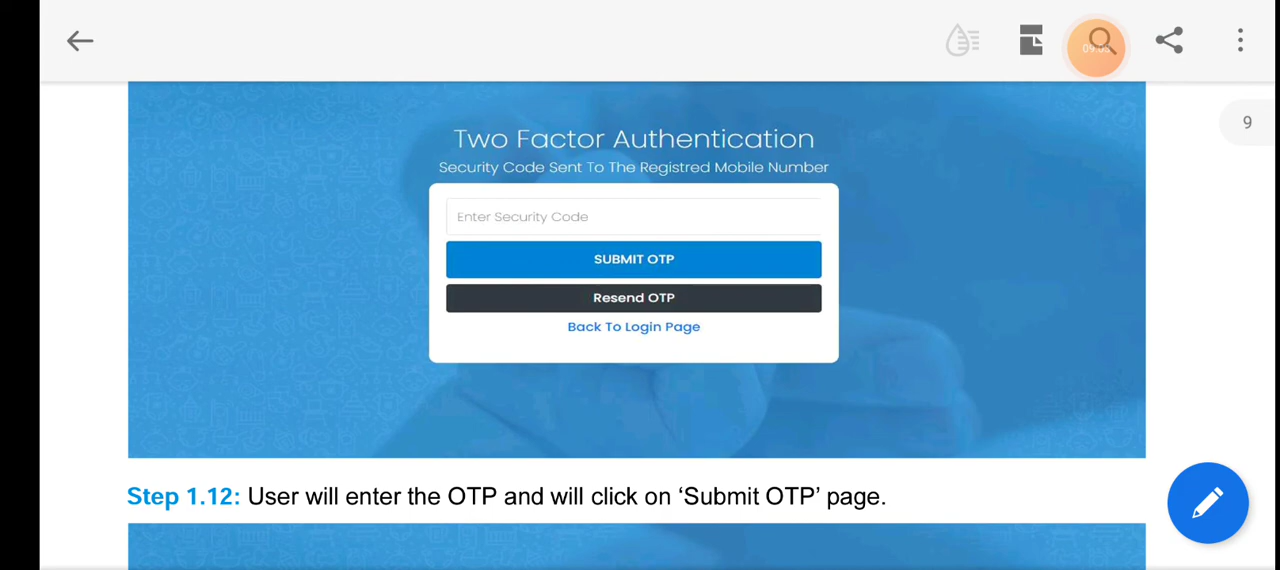 09:05
9
Two Factor Authentication
Security Code Sent To The Registred Mobile Number
Enter Security Code
SUBMIT OTP
Resend OTP
Back To Login Page
Step 1.12: User will enter the OTP and will click on ‘Submit OTP’ page.